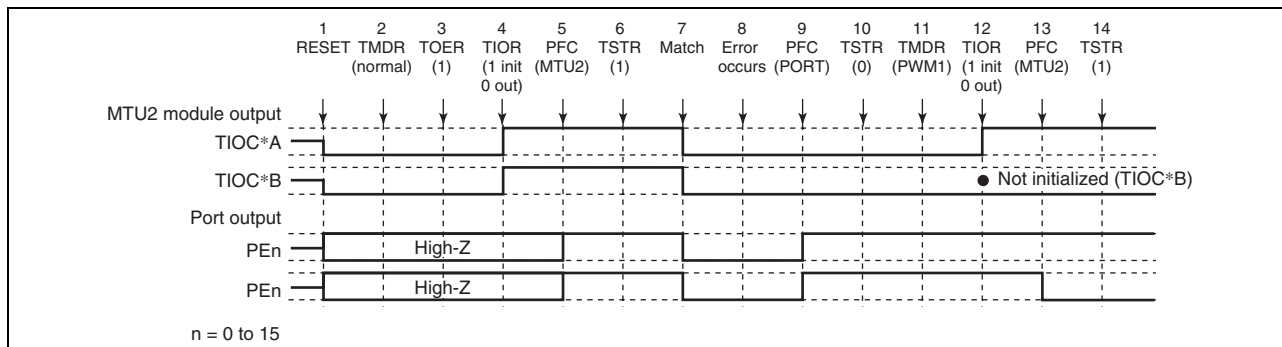 1 2 3 4 5 6 7 8 9 10 11 12 13 14
RESET TMDR TOER TIOR PFC TSTR Match Error PFC TSTR TMDR TIOR PFC TSTR
(normal) (1) (1 init (MTU2) (1) occurs (PORT) (0) (PWM1) (1 init (MTU2) (1)
0 out) 0 out)
MTU2 module output
TIOC*A
TIOC*B
● Not initialized (TIOC*B)
Port output
PEn
High-Z
PEn
High-Z
n = 0 to 15